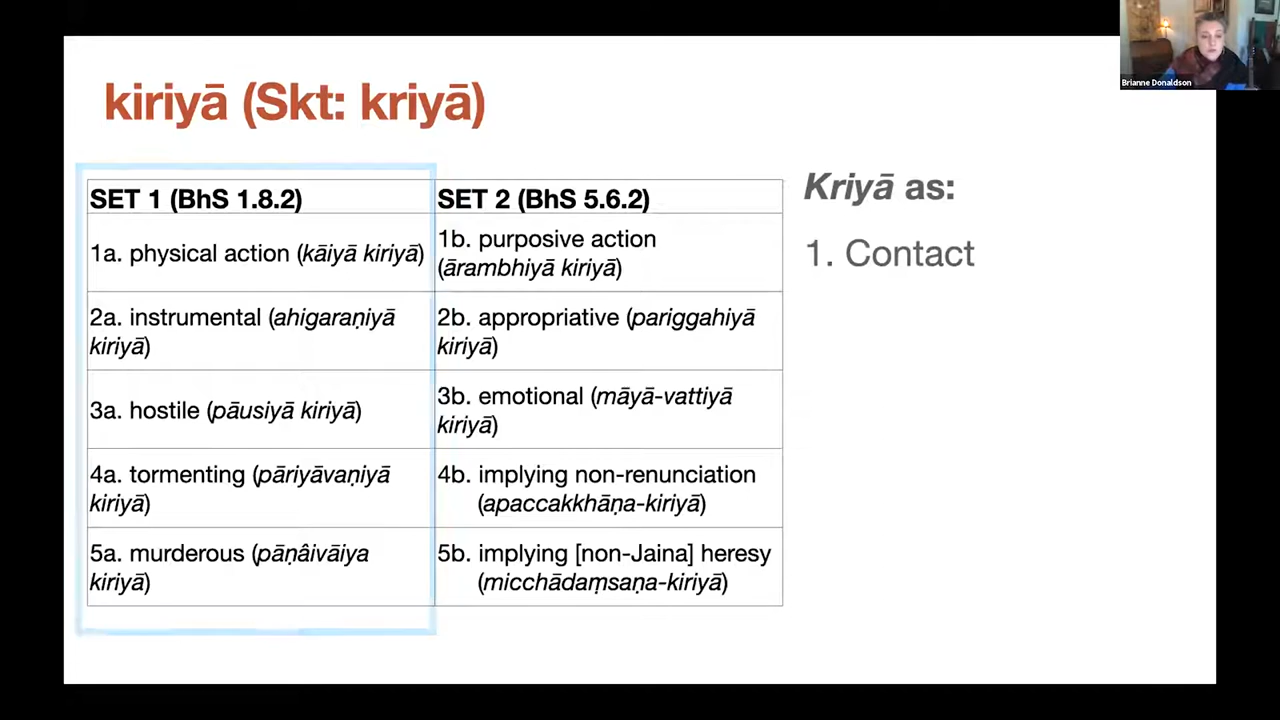 kiriyā (Skt: kriyā)
SET 1 (BhS 1.8.2)
SET 2 (BhS 5.6.2)
1a. physical action (kāiyā kiriyā)
1b. purposive action
(ārambhiyā kiriyā)
2a. instrumental (ahigaraṇiyā
kiriyā)
2b. appropriative (pariggahiyā
kiriyā)
3a. hostile (pāusiyā kiriyā)
3b. emotional (māyā-vattiyā
kiriyā)
4a. tormenting (pāriyāvaṇiyā
kiriyā)
4b. implying non-renunciation
(apaccakkhāṇa-kiriyā)
5a. murderous (pāṇâivāiya
kiriyā)
5b. implying [non-Jaina] heresy
(micchādaṃsaṇa-kiriyā)
Kriyā as:
1. Contact
Brianne Donaldson